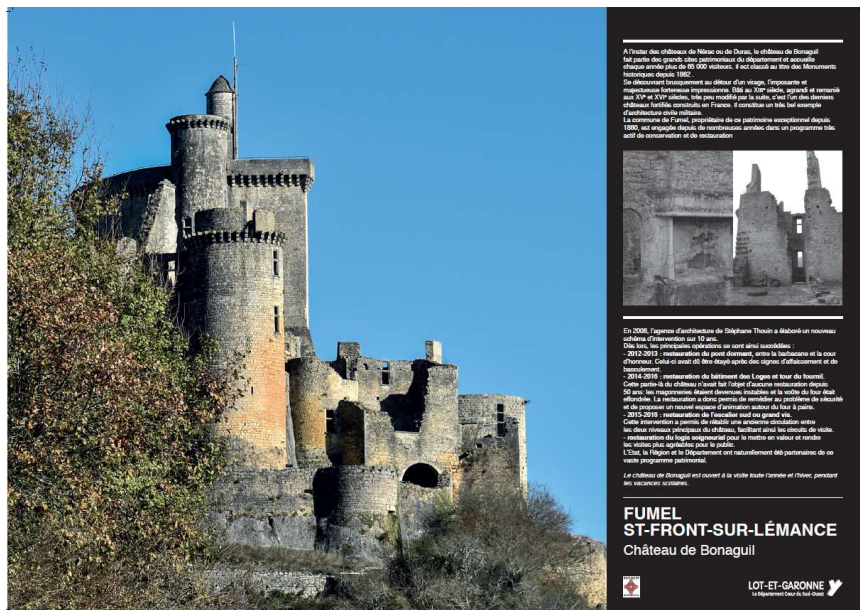 A l'instar des châteaux de Nérac ou de Duras, le château de Bonaguil
fait partie des grands sites patrimoniaux du département et accueille
chaque année plus de 65 000 visiteurs. Il est classé au titre des Monuments
historiques depuis 1862 .
Se découvrant brusquement au détour d'un virage, l'imposante et
majestueuse forteresse impressionne. Bâti au XIIIe siècle, agrandi et remanié
aux XVe et XVIe siècles, très peu modifié par la suite, c'est l'un des derniers
châteaux fortifiés construits en France. Il constitue un très bel exemple
d'architecture civile militaire.
La commune de Fumel, propriétaire de ce patrimoine exceptionnel depuis
1860, est engagée depuis de nombreuses années dans un programme très
actif de conservation et de restauration
En 2008, l'agence d'architecture de Stéphane Thouin a élaboré un nouveau
schéma d'intervention sur 10 ans.
Dès lors, les principales opérations se sont ainsi succédées :
- 2012-2013 : restauration du pont dormant, entre la barbacane et la cour
d'honneur. Celui-ci avait dû être étayé après des signes d'affaissement et de
basculement.
- 2014-2016 : restauration du bâtiment des Loges et tour du fournil.
Cette partie-là du château n'avait fait l'objet d'aucune restauration depuis
50 ans: les maçonneries étaient devenues instables et la voûte du four était
effondrée. La restauration a donc permis de remédier au problème de sécurité
et de proposer un nouvel espace d'animation autour du four à pains.
- 2015-2016 : restauration de l'escalier sud ou grand vis.
Cette intervention a permis de rétablir une ancienne circulation entre
les deux niveaux principaux du château, facilitant ainsi les circuits de visite.
- restauration du logis seigneurial pour le mettre en valeur et rendre
les visites plus agréables pour le public.
L'Etat, la Région et le Département ont naturellement été partenaires de ce
vaste programme patrimonial.
Le château de Bonaguil est ouvert à la visite toute l'année et l'hiver, pendant
les vacances scolaires.
FUMEL
ST-FRONT-SUR-LÉMANCE
Château de Bonaguil
LOT-ET-GARONNE
Le Département Cœur du Sud-Ouest